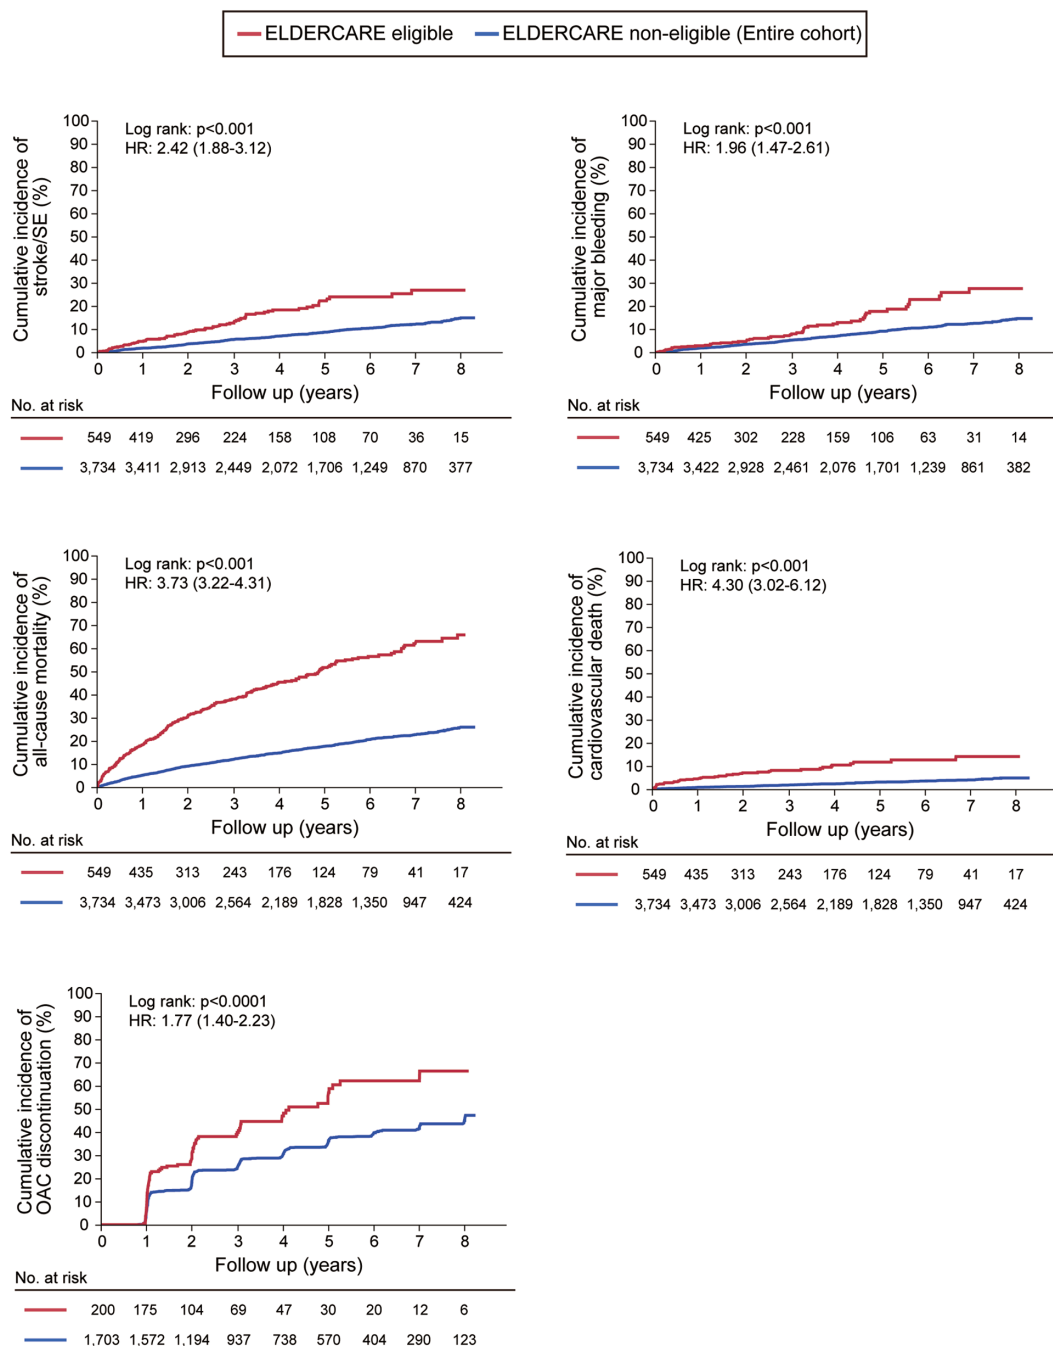 ELDERCARE eligible ELDERCARE non-eligible (Entire cohort)
Cumulative incidence of
stroke/SE (%)
Log rank: p<0.001
HR: 2.42 (1.88-3.12)
100
90
80
70
60
50
40
30
20
10
0
0 1 2 3 4 5 6 7 8
Follow up (years)
No. at risk
549 419 296 224 158 108 70 36 15
3,734 3,411 2,913 2,449 2,072 1,706 1,249 870 377
Cumulative incidence of
major bleeding (%)
Log rank: p<0.001
HR: 1.96 (1.47-2.61)
100
90
80
70
60
50
40
30
20
10
0
0 1 2 3 4 5 6 7 8
Follow up (years)
No. at risk
549 425 302 228 159 106 63 31 14
3,734 3,422 2,928 2,461 2,076 1,701 1,239 861 382
Cumulative incidence of
all-cause mortality (%)
Log rank: p<0.001
HR: 3.73 (3.22-4.31)
100
90
80
70
60
50
40
30
20
10
0
0 1 2 3 4 5 6 7 8
Follow up (years)
No. at risk
549 435 313 243 176 124 79 41 17
3,734 3,473 3,006 2,564 2,189 1,828 1,350 947 424
Cumulative incidence of
cardiovascular death (%)
Log rank: p<0.001
HR: 4.30 (3.02-6.12)
100
90
80
70
60
50
40
30
20
10
0
0 1 2 3 4 5 6 7 8
Follow up (years)
No. at risk
549 435 313 243 176 124 79 41 17
3,734 3,473 3,006 2,564 2,189 1,828 1,350 947 424
Cumulative incidence of
OAC discontinuation (%)
Log rank: p<0.0001
HR: 1.77 (1.40-2.23)
100
90
80
70
60
50
40
30
20
10
0
0 1 2 3 4 5 6 7 8
Follow up (years)
No. at risk
200 175 104 69 47 30 20 12 6
1,703 1,572 1,194 937 738 570 404 290 123